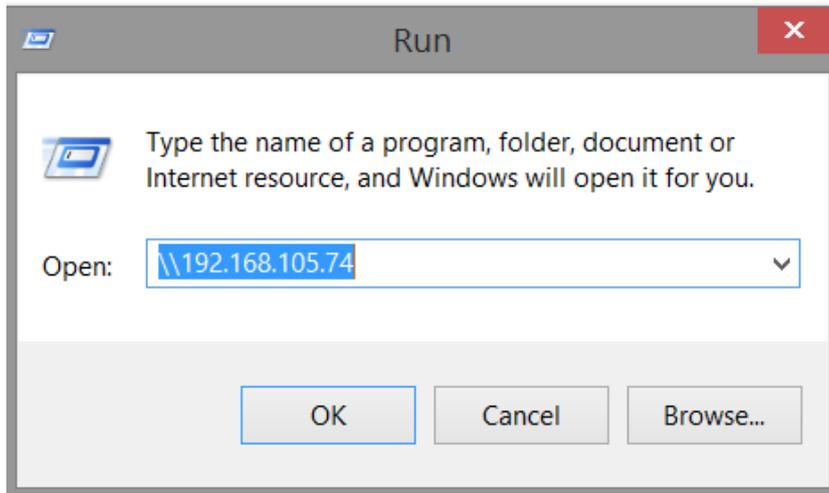 Run
Type the name of a program, folder, document or
Internet resource, and Windows will open it for you.
Open: \\192.168.105.74
OK Cancel Browse...